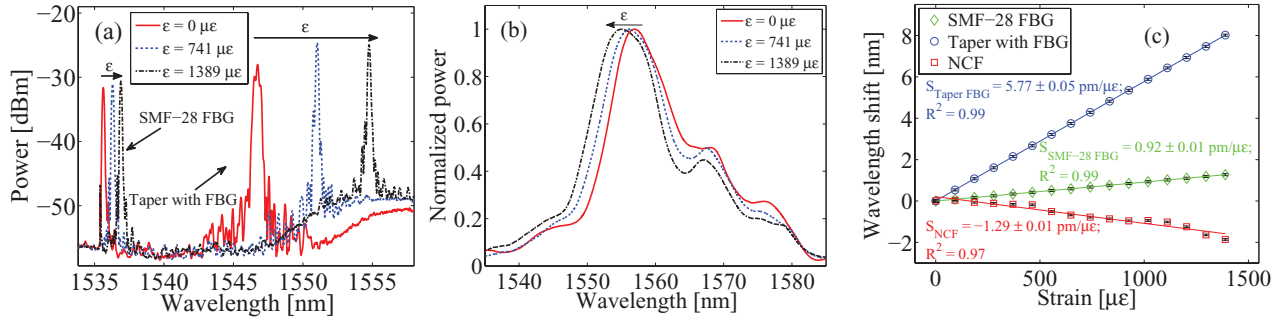 (a)
ε = 0 με
ε = 741 με
ε = 1389 με
ε
ε
SMF−28 FBG
Taper with FBG
Power [dBm]
−20
−30
−40
−50
1535
1540
1545
1550
1555
Wavelength [nm]
(b)
ε
ε = 0 με
ε = 741 με
ε = 1389 με
Normalized power
1
0.8
0.6
0.4
0.2
0
1540
1550
1560
1570
1580
Wavelength [nm]
SMF−28 FBG
Taper with FBG
NCF
(c)
S Taper FBG = 5.77 ± 0.05 pm/με;
R² = 0.99
S SMF−28 FBG = 0.92 ± 0.01 pm/με;
R² = 0.99
S NCF = −1.29 ± 0.01 pm/με;
R² = 0.97
Wavelength shift [nm]
8
6
4
2
0
−2
0
500
1000
1500
Strain [με]